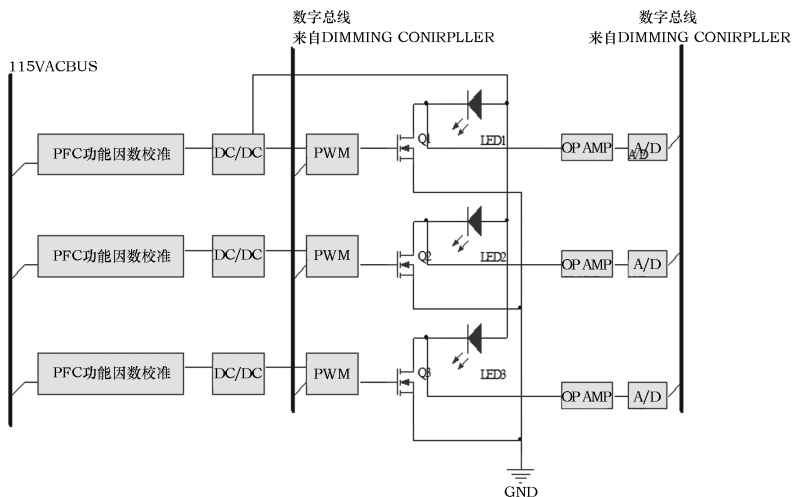 数字总线
来自DIMMING CONIRPLLER
数字总线
来自DIMMING CONIRPLLER
115VACBUS
PFC功能因数校准
DC/DC
PWM
Q1
LED1
OP AMP
A/D
A/D
PFC功能因数校准
DC/DC
PWM
Q2
LED2
OP AMP
A/D
PFC功能因数校准
DC/DC
PWM
Q3
LED3
OP AMP
A/D
GND